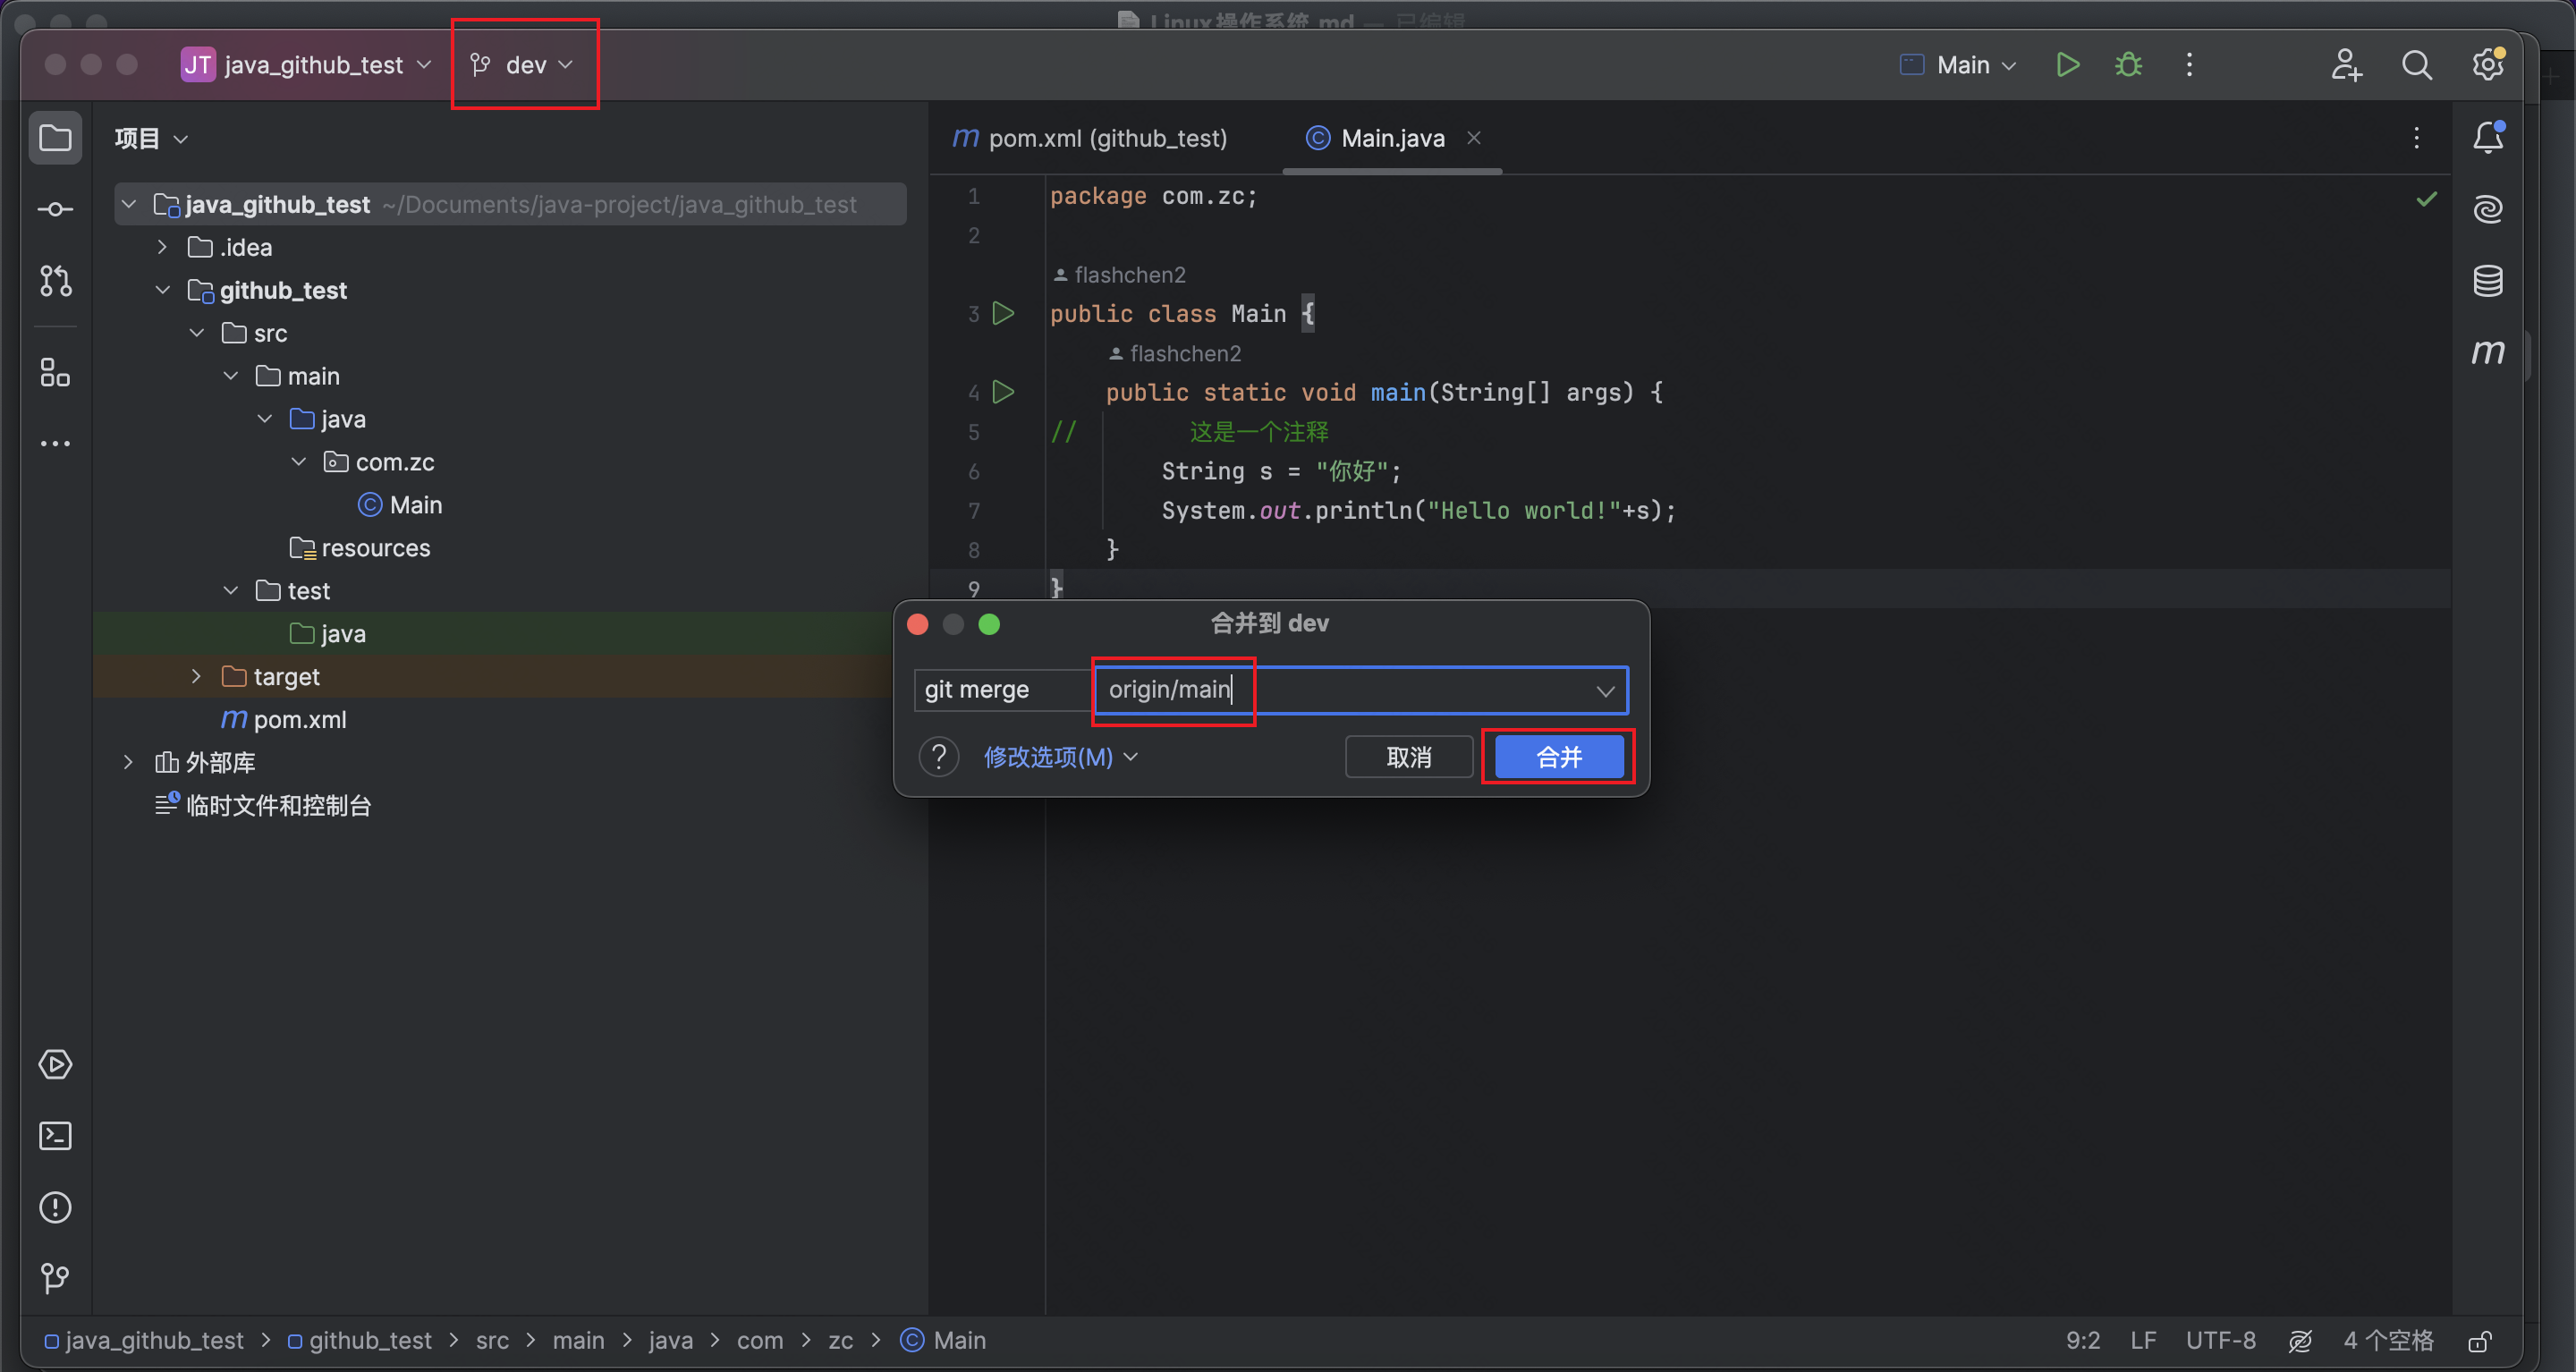 Linux操作系统.md — 已编辑
JT java_github_test dev Main
项目
java_github_test ~/Documents/java-project/java_github_test
.idea
github_test
src
main
java
com.zc
Main
resources
test
java
target
pom.xml
外部库
临时文件和控制台
pom.xml (github_test) Main.java
1 package com.zc;
2
flashchen2
3 public class Main {
flashchen2
4 public static void main(String[] args) {
5 // 这是一个注释
6 String s = "你好";
7 System.out.println("Hello world!"+s);
8 }
9 }
合并到 dev
git merge origin/main
? 修改选项(M) 取消 合并
java_github_test > github_test > src > main > java > com > zc > Main
9:2 LF UTF-8 4 个空格